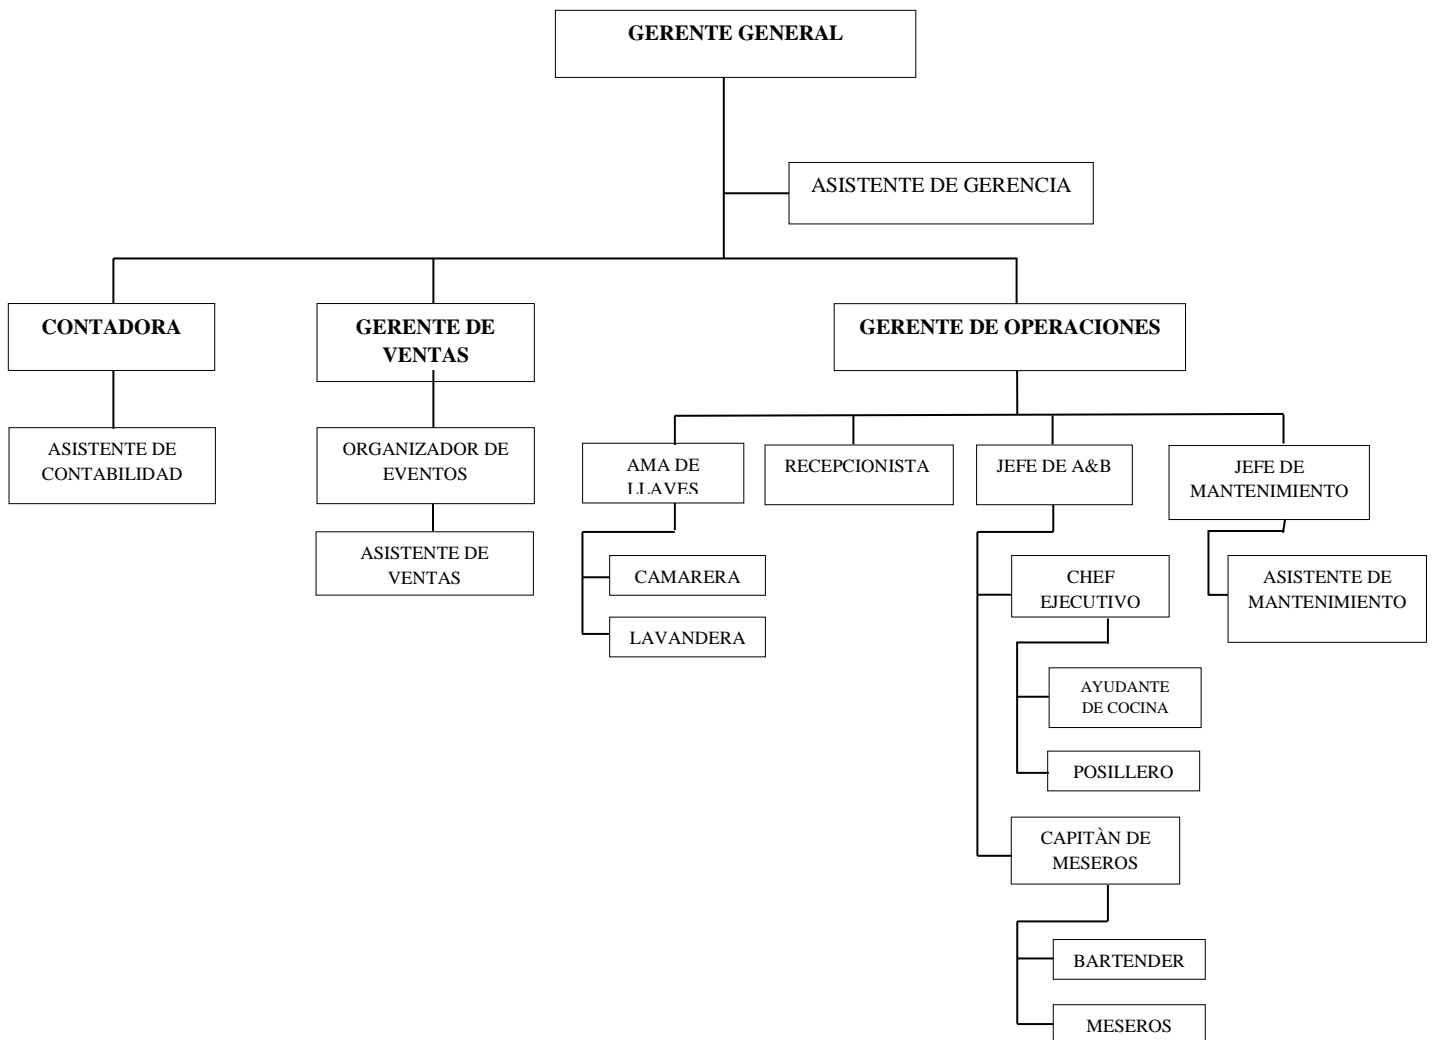 GERENTE GENERAL
ASISTENTE DE GERENCIA
CONTADORA
GERENTE DE
VENTAS
GERENTE DE OPERACIONES
ASISTENTE DE
CONTABILIDAD
ORGANIZADOR DE
EVENTOS
ASISTENTE DE
VENTAS
AMA DE
LLAVES
RECEPCIONISTA
JEFE DE A&B
JEFE DE
MANTENIMIENTO
CAMARERA
LAVANDERA
CHEF
EJECUTIVO
ASISTENTE DE
MANTENIMIENTO
AYUDANTE
DE COCINA
POSILLERO
CAPITÀN DE
MESEROS
BARTENDER
MESEROS